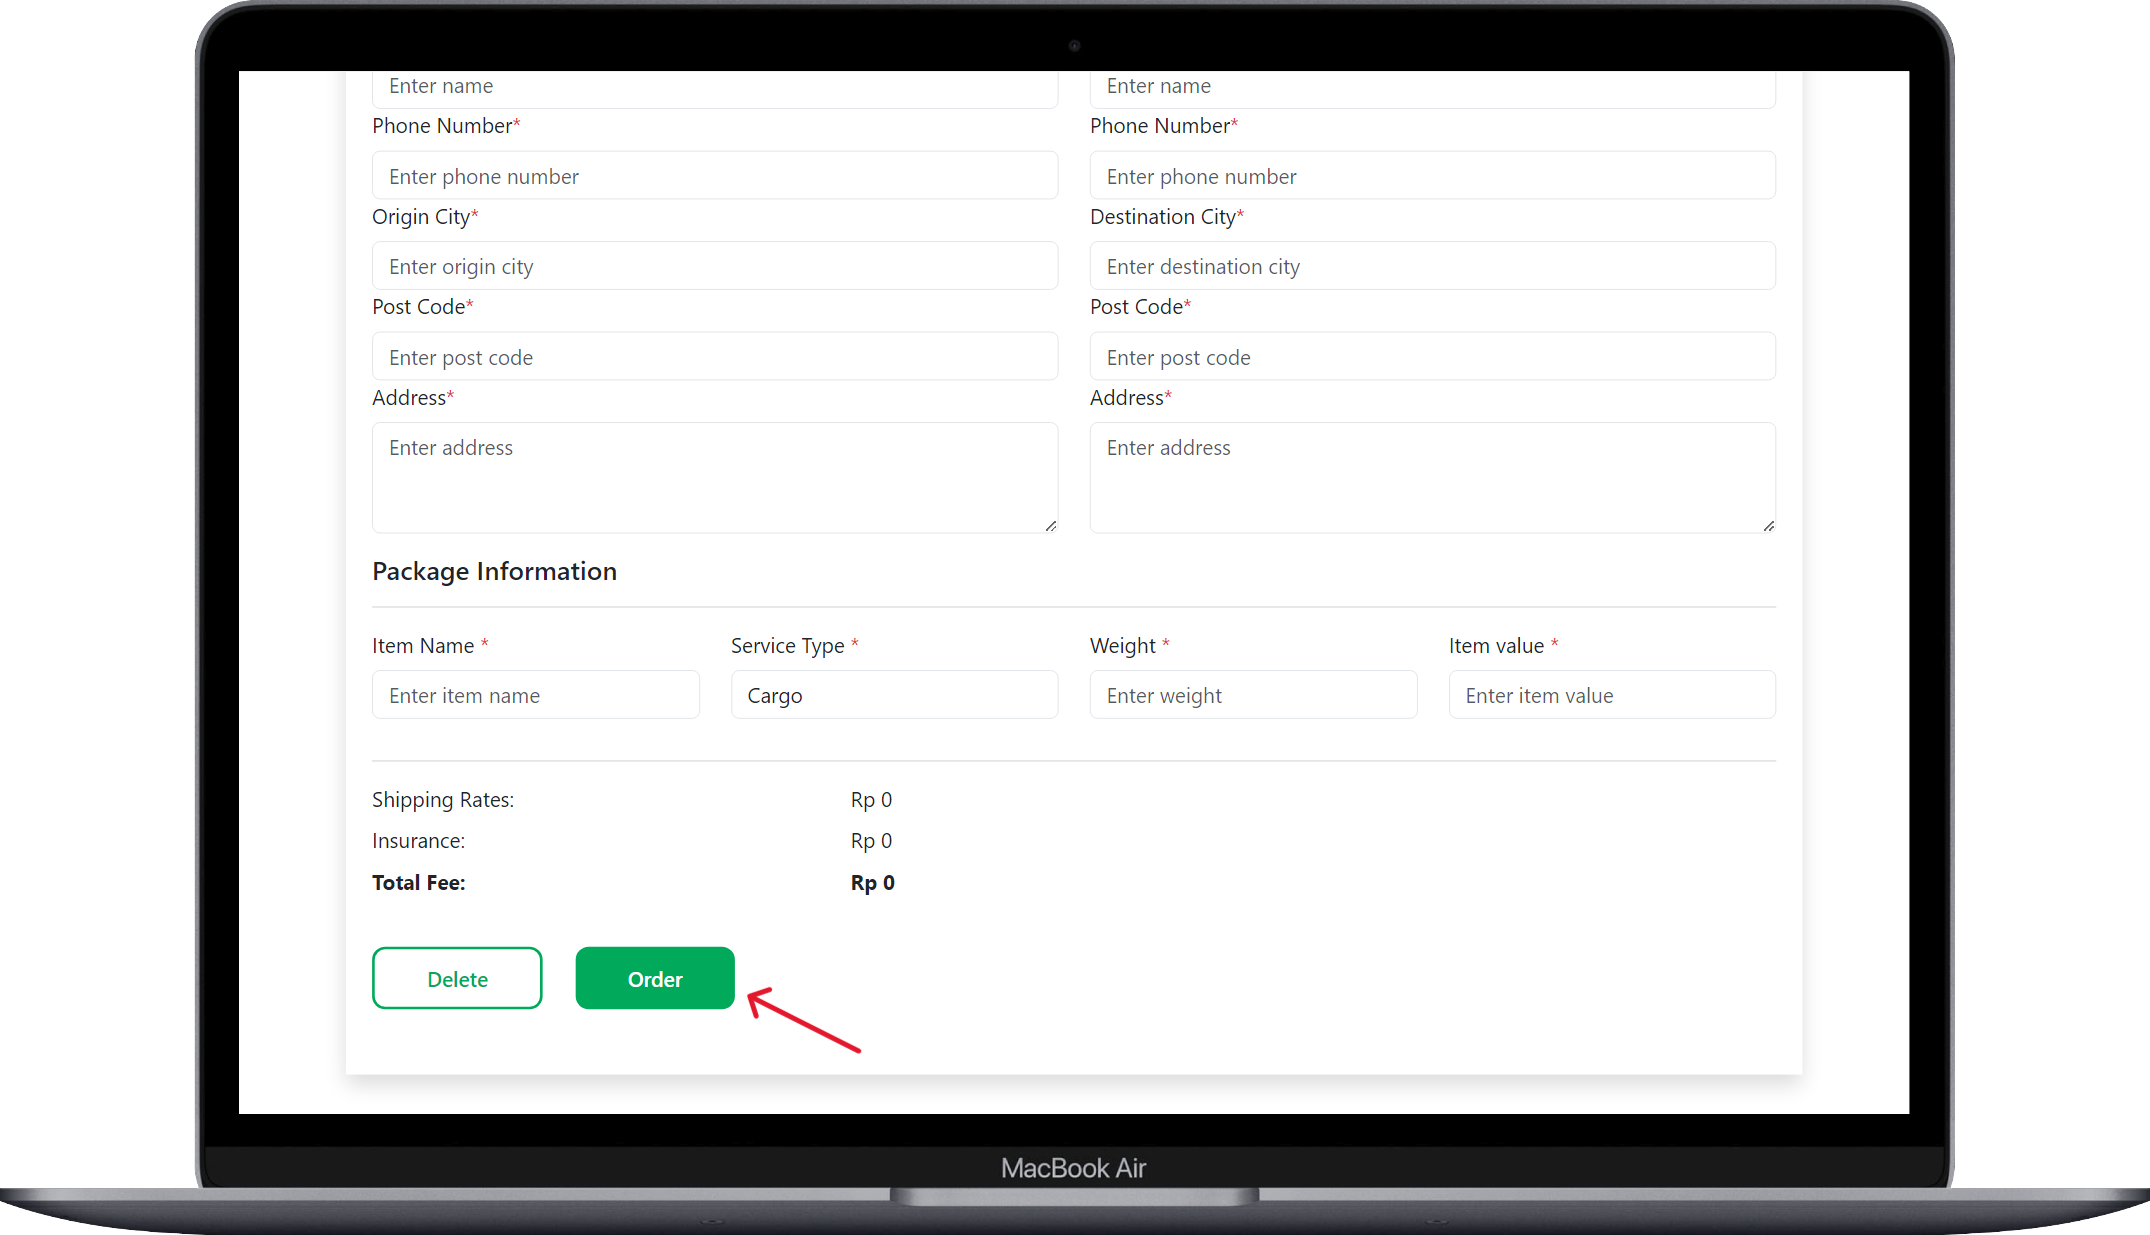 Enter name Enter name
Phone Number* Phone Number*
Enter phone number Enter phone number
Origin City* Destination City*
Enter origin city Enter destination city
Post Code* Post Code*
Enter post code Enter post code
Address* Address*
Enter address Enter address
Package Information
Item Name * Service Type * Weight * Item value *
Enter item name Cargo Enter weight Enter item value
Shipping Rates: Rp 0
Insurance: Rp 0
Total Fee: Rp 0
Delete Order
MacBook Air